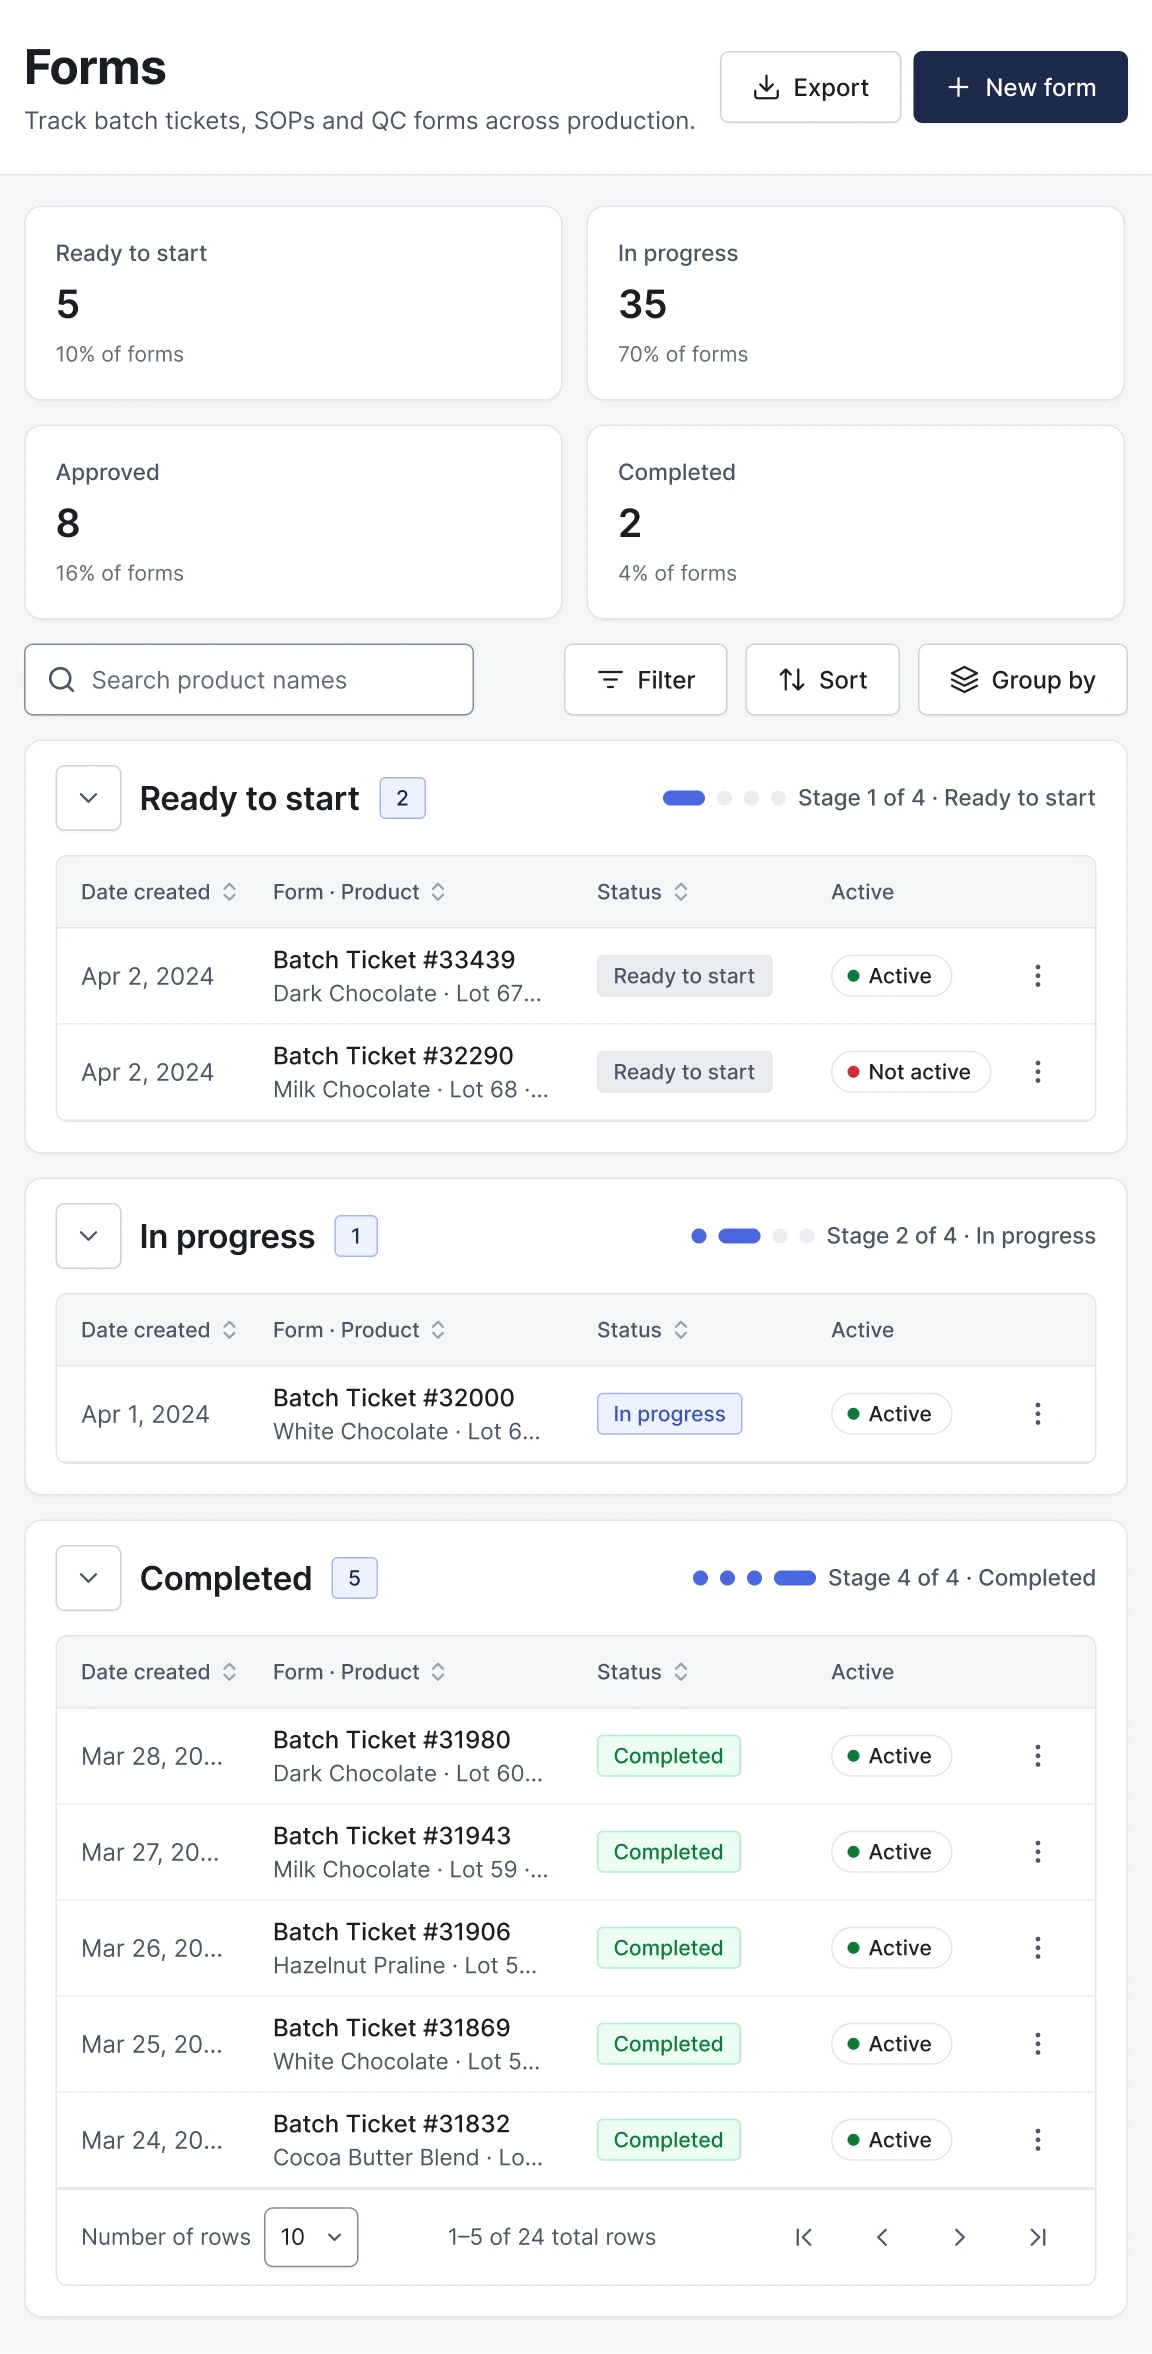 Forms
Track batch tickets, SOPs and QC forms across production.
Export
New form
Ready to start
5
10% of forms
In progress
35
70% of forms
Approved
8
16% of forms
Completed
2
4% of forms
Search product names
Filter
Sort
Group by
Ready to start 2
Stage 1 of 4 · Ready to start
Date created Form · Product Status Active
Apr 2, 2024
Batch Ticket #33439
Dark Chocolate · Lot 67...
Ready to start
Active
Apr 2, 2024
Batch Ticket #32290
Milk Chocolate · Lot 68 ·...
Ready to start
Not active
In progress 1
Stage 2 of 4 · In progress
Date created Form · Product Status Active
Apr 1, 2024
Batch Ticket #32000
White Chocolate · Lot 6...
In progress
Active
Completed 5
Stage 4 of 4 · Completed
Date created Form · Product Status Active
Mar 28, 20...
Batch Ticket #31980
Dark Chocolate · Lot 60...
Completed
Active
Mar 27, 20...
Batch Ticket #31943
Milk Chocolate · Lot 59 ·...
Completed
Active
Mar 26, 20...
Batch Ticket #31906
Hazelnut Praline · Lot 5...
Completed
Active
Mar 25, 20...
Batch Ticket #31869
White Chocolate · Lot 5...
Completed
Active
Mar 24, 20...
Batch Ticket #31832
Cocoa Butter Blend · Lo...
Completed
Active
Number of rows 10
1–5 of 24 total rows